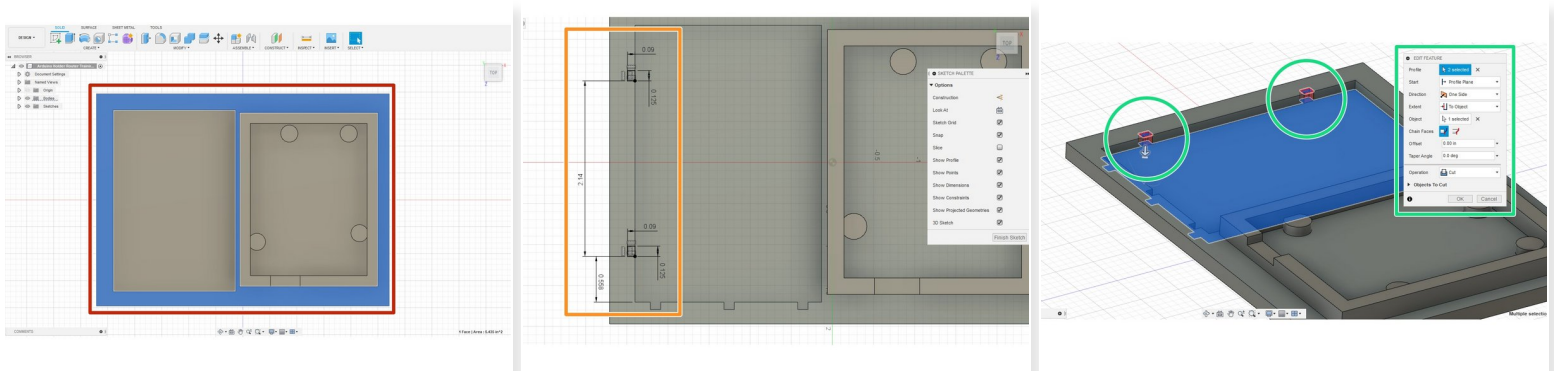 SOLID SURFACE SHEET METAL TOOLS
DESIGN
CREATE MODIFY ASSEMBLE CONSTRUCT INSPECT INSERT SELECT
BROWSER
Document Settings
Named Views
Origin
Bodies
Sketches
TOP
COMMENTS
0.09
0.125
2.14
0.09
0.125
0.558
TOP
SKETCH PALETTE
Options
Construction
Look At
Sketch Grid
Snap
Slice
Show Profile
Show Points
Show Dimensions
Show Constraints
Show Projected Geometries
3D Sketch
Finish Sketch
EDIT FEATURE
Profile 2 selected
Start Profile Plane
Direction One Side
Extent To Object
Object 1 selected
Chain Faces
Offset 0.00 in
Taper Angle 0.0 deg
Operation Cut
Objects To Cut
OK Cancel
Multiple selectio